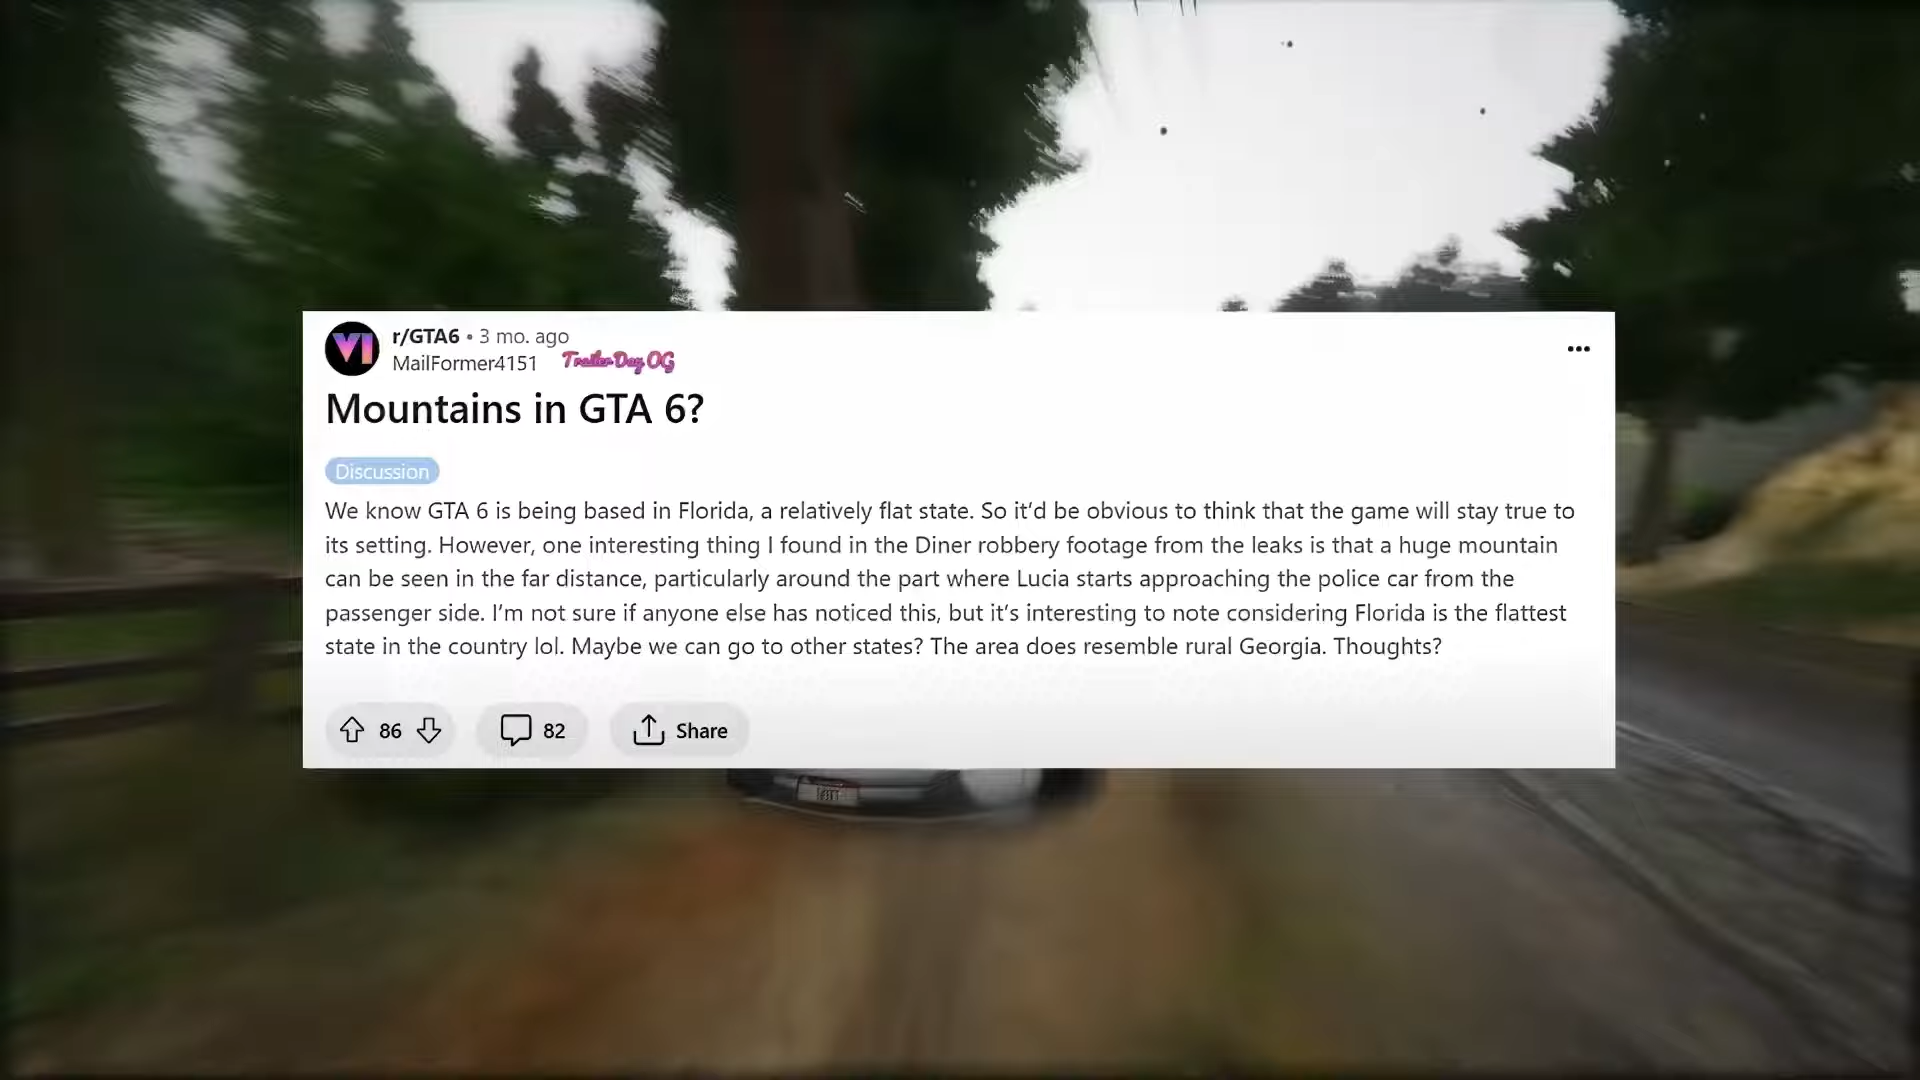 VI
r/GTA6 • 3 mo. ago
MailFormer4151 Trailer Day OG
Mountains in GTA 6?
Discussion
We know GTA 6 is being based in Florida, a relatively flat state. So it’d be obvious to think that the game will stay true to
its setting. However, one interesting thing I found in the Diner robbery footage from the leaks is that a huge mountain
can be seen in the far distance, particularly around the part where Lucia starts approaching the police car from the
passenger side. I’m not sure if anyone else has noticed this, but it’s interesting to note considering Florida is the flattest
state in the country lol. Maybe we can go to other states? The area does resemble rural Georgia. Thoughts?
86 82 Share